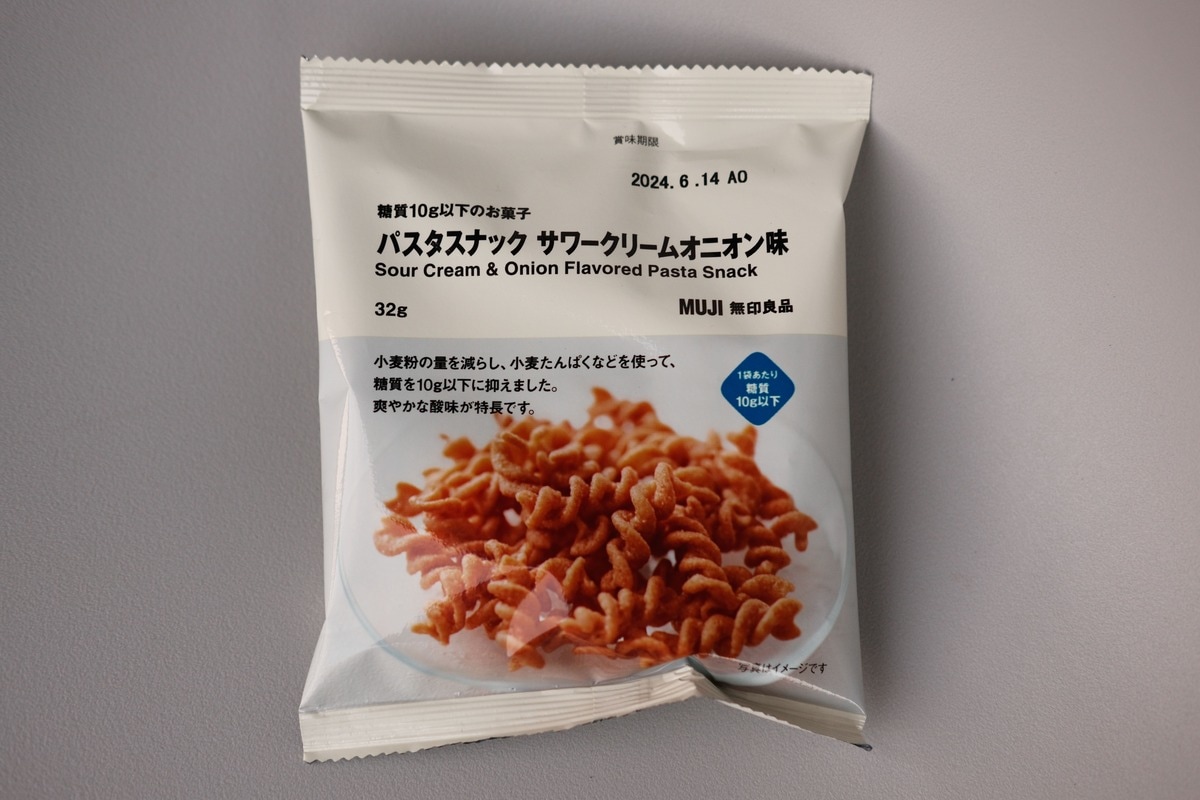 賞味期限
2024. 6 .14 AO
糖質10g以下のお菓子
パスタスナック サワークリームオニオン味
Sour Cream & Onion Flavored Pasta Snack
32g
MUJI 無印良品
小麦粉の量を減らし、小麦たんぱくなどを使って、
糖質を10g以下に抑えました。
爽やかな酸味が特長です。
1袋あたり
糖質
10g以下
写真はイメージです